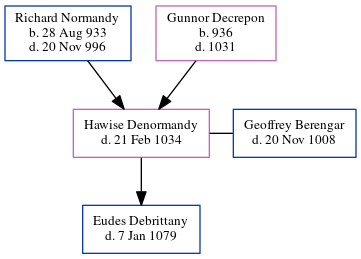 Richard Normandy
b. 28 Aug 933
d. 20 Nov 996
Gunnor Decrepon
b. 936
d. 1031
Hawise Denormandy
d. 21 Feb 1034
Geoffrey Berengar
d. 20 Nov 1008
Eudes Debrittany
d. 7 Jan 1079